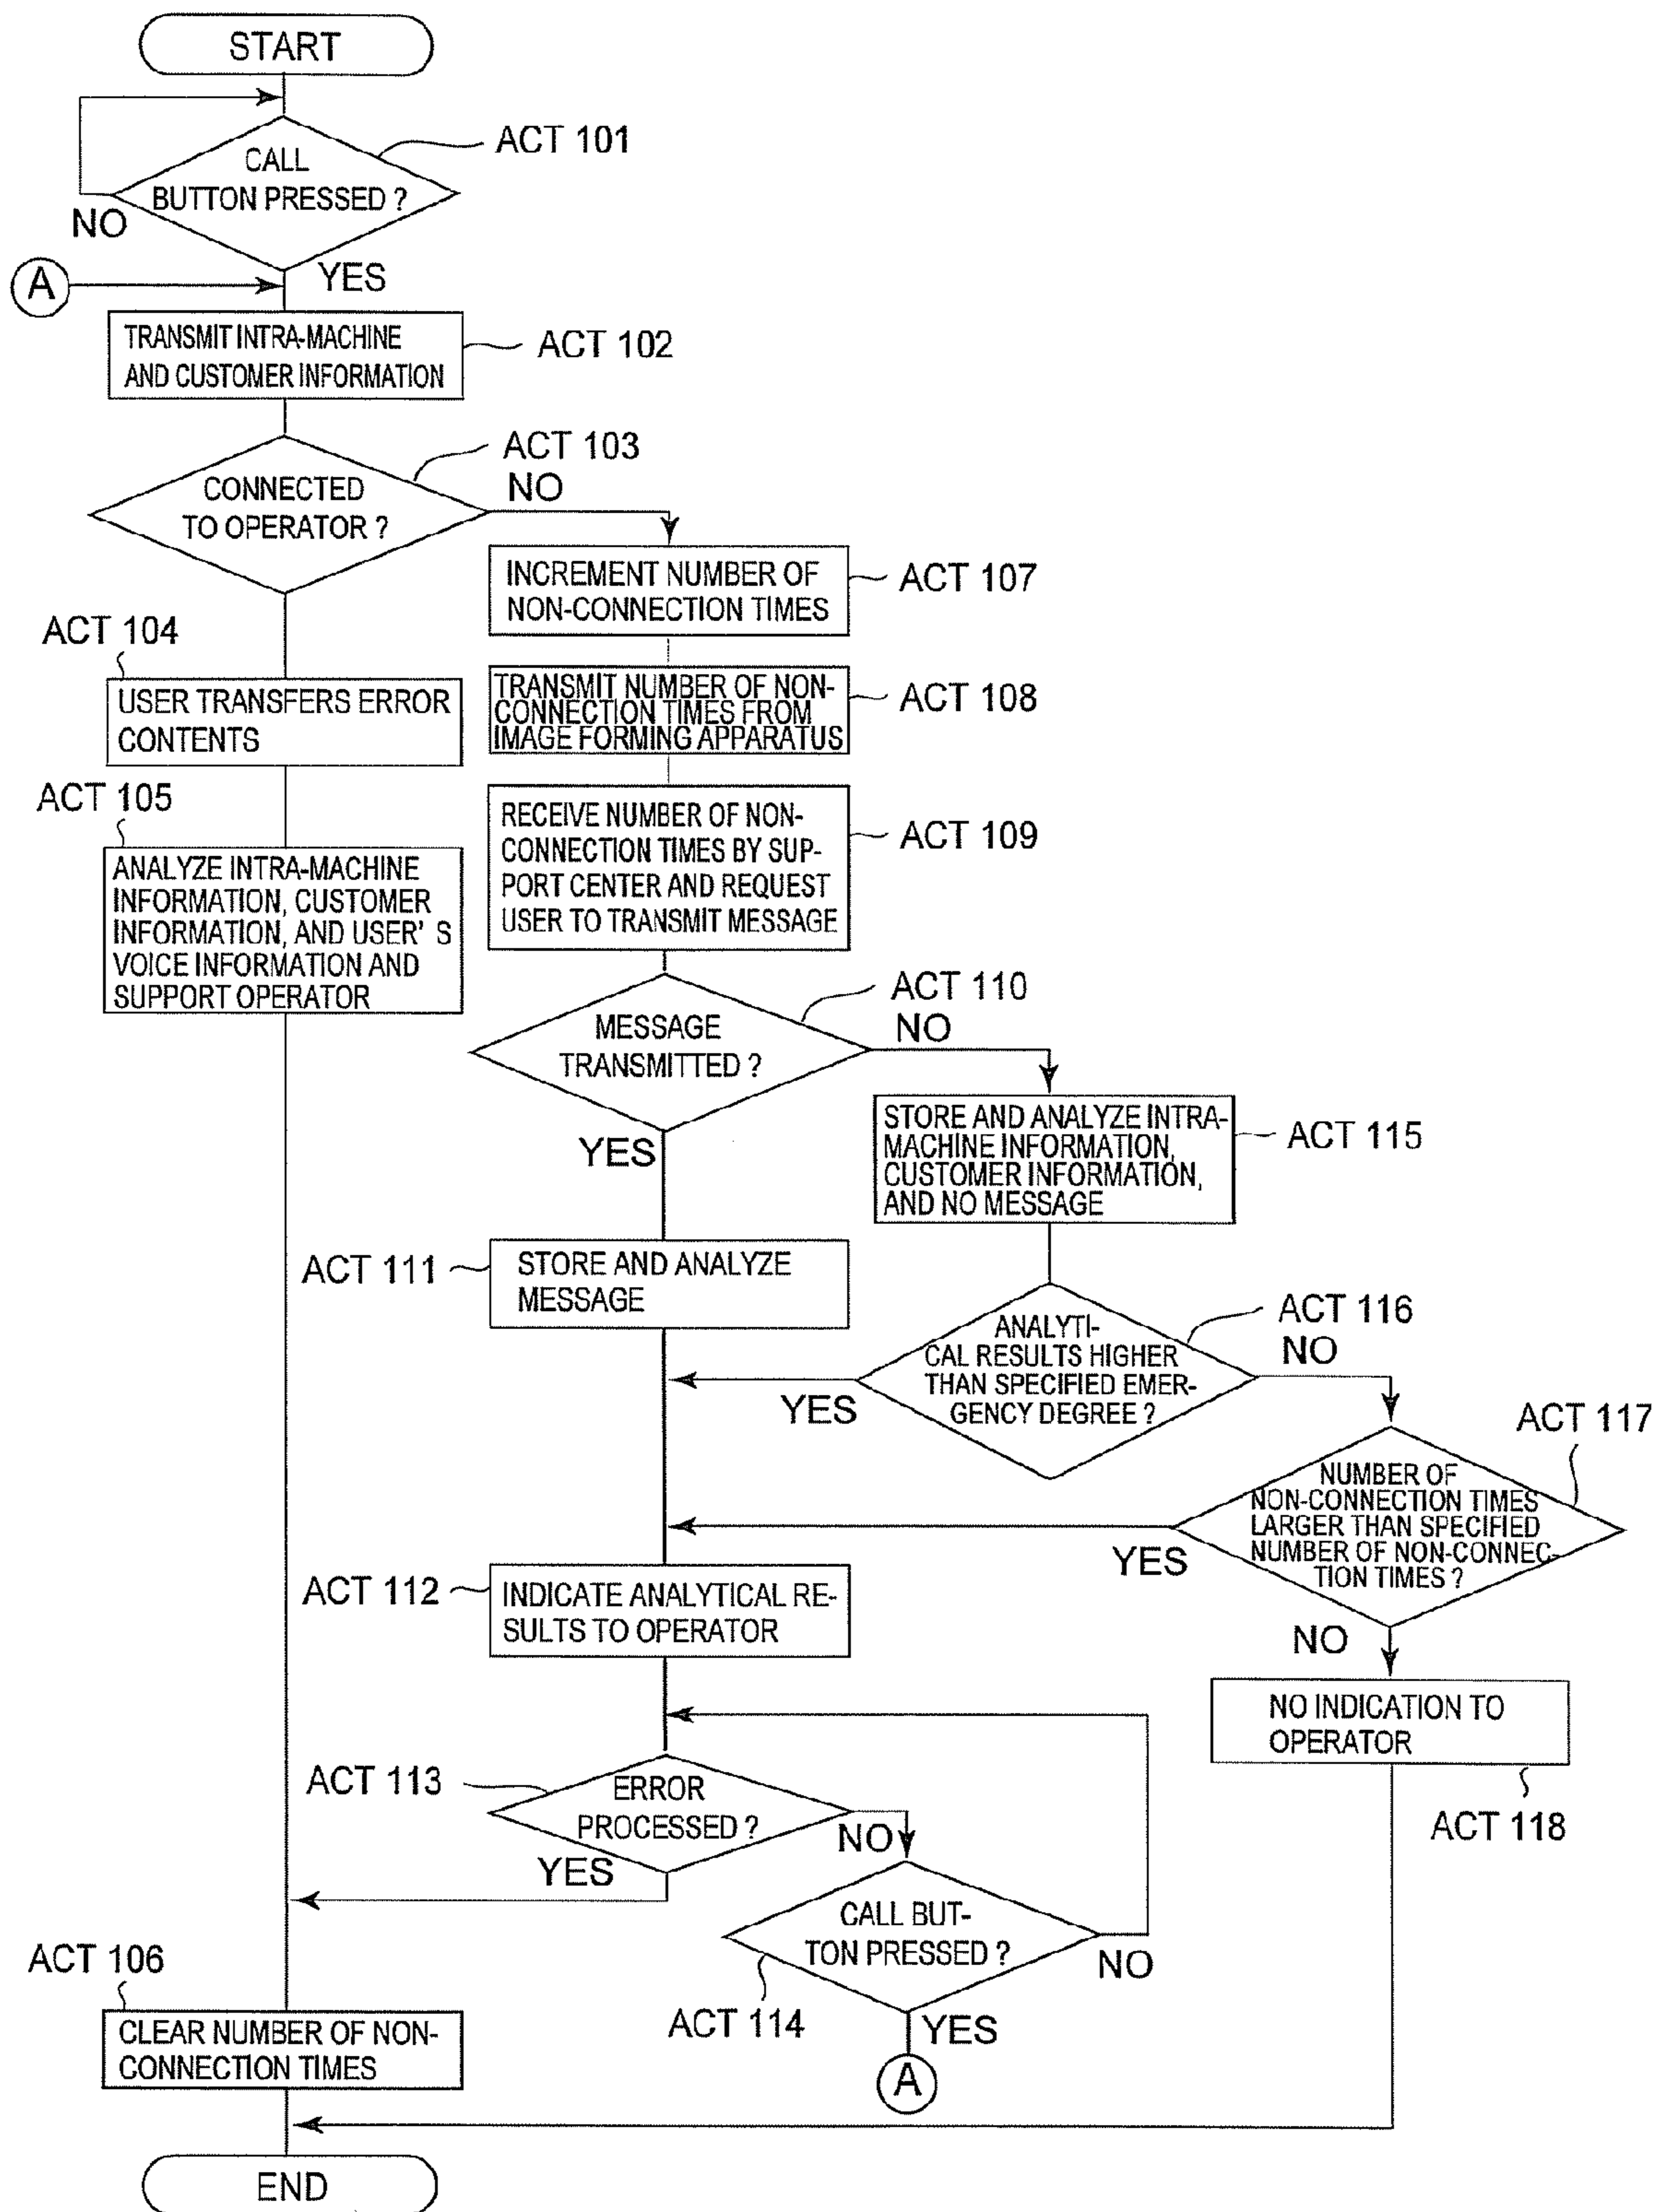 START
CALL
BUTTON PRESSED ?
ACT 101
NO
YES
A
TRANSMIT INTRA-MACHINE
AND CUSTOMER INFORMATION
ACT 102
CONNECTED
TO OPERATOR ?
ACT 103
NO
ACT 104
USER TRANSFERS ERROR
CONTENTS
ACT 105
ANALYZE INTRA-MACHINE
INFORMATION, CUSTOMER
INFORMATION, AND USER' S
VOICE INFORMATION AND
SUPPORT OPERATOR
INCREMENT NUMBER OF
NON-CONNECTION TIMES
ACT 107
TRANSMIT NUMBER OF NON-
CONNECTION TIMES FROM
IMAGE FORMING APPARATUS
ACT 108
RECEIVE NUMBER OF NON-
CONNECTION TIMES BY SUP-
PORT CENTER AND REQUEST
USER TO TRANSMIT MESSAGE
ACT 109
MESSAGE
TRANSMITTED ?
ACT 110
NO
YES
STORE AND ANALYZE INTRA-
MACHINE INFORMATION,
CUSTOMER INFORMATION,
AND NO MESSAGE
ACT 115
ACT 111
STORE AND ANALYZE
MESSAGE
ANALYTI-
CAL RESULTS HIGHER
THAN SPECIFIED EMER-
GENCY DEGREE ?
ACT 116
NO
YES
ACT 117
NUMBER OF
NON-CONNECTION TIMES
LARGER THAN SPECIFIED
NUMBER OF NON-CONNEC-
TION TIMES ?
YES
NO
ACT 112
INDICATE ANALYTICAL RE-
SULTS TO OPERATOR
NO INDICATION TO
OPERATOR
ACT 118
ACT 113
ERROR
PROCESSED ?
NO
YES
CALL BUT-
TON PRESSED ?
NO
ACT 114
YES
A
ACT 106
CLEAR NUMBER OF NON-
CONNECTION TIMES
END